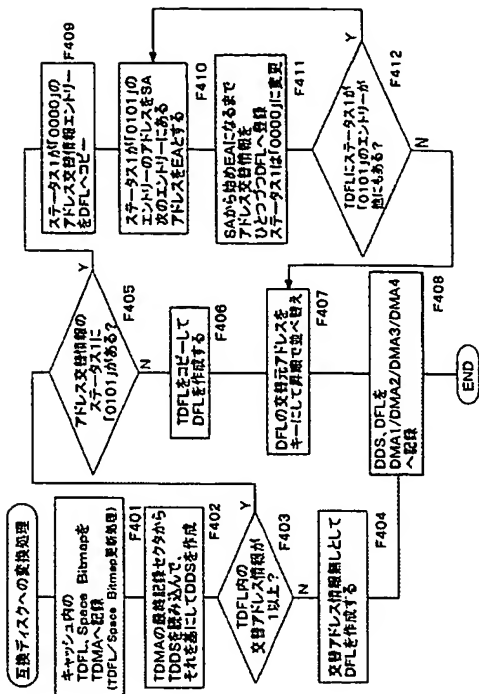 互換ディスクへの変換処理
キャッシュ内の
TDFL, Space Bitmapを
TDMAへ記録
(TDFL/Space Bitmap更新処理)
F401
TDMAの最終記録セクタから
TDDSを読み込んで、
それを基にしてDDSを作成
F402
TDFL内の
交替アドレス情報が
1以上?
F403
Y
N
交替アドレス情報無しとして
DFLを作成する
F404
アドレス交替情報の
ステータス1に
「0101」がある?
F405
Y
N
TDFLをコピーして
DFLを作成する
F406
DFLの交替元アドレスを
キーにして昇順で並べ替え
F407
DDS、DFLを
DMA1/DMA2/DMA3/DMA4
へ記録
F408
END
ステータス1が「0000」の
アドレス交替情報エントリー
をDFLへコピー
F409
ステータス1が「0101」の
エントリーのアドレスをSA
次のエントリーにある
アドレスをEAとする
F410
SAから始めEAになるまで
アドレス交替情報を
ひとつづつDFLへ登録
ステータス1は「0000」に変更
F411
TDFLにステータス1が
「0101」のエントリーが
他にもある?
F412
Y
N